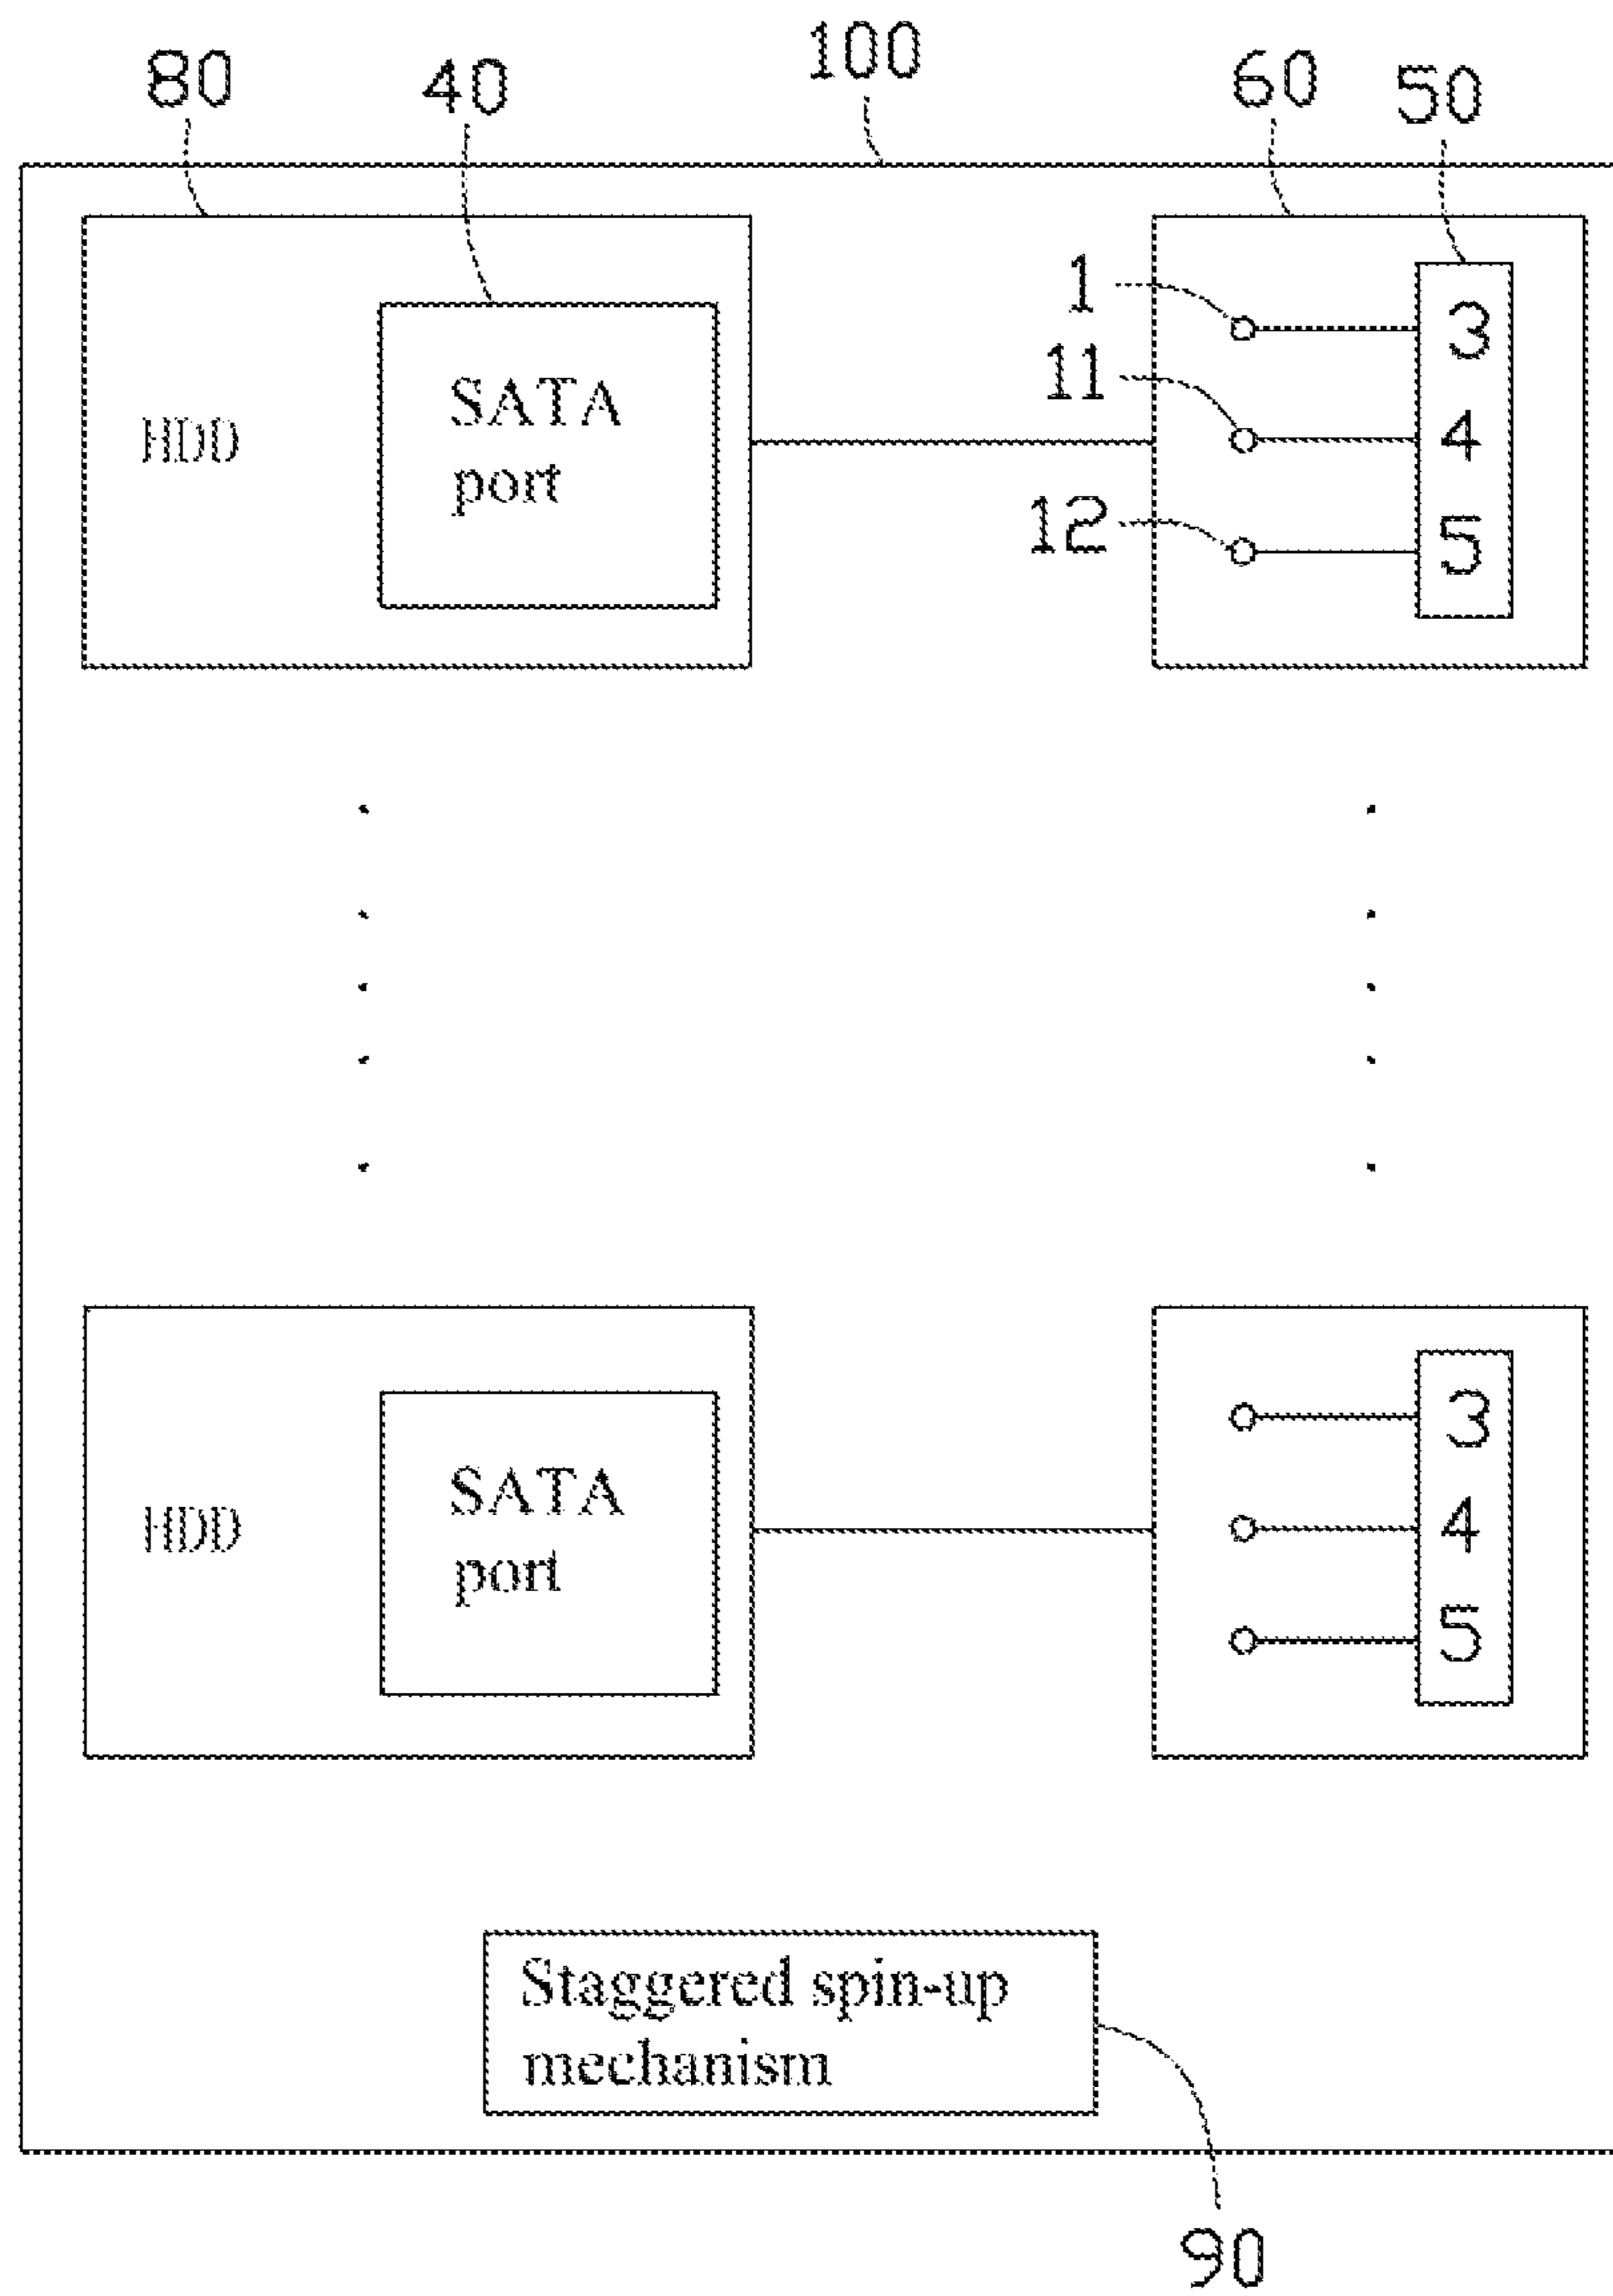 100
80
40
60
50
1
3
11
SATA
port
HDD
4
12
5
3
SATA
port
HDD
4
5
Staggered spin-up
mechanism
90